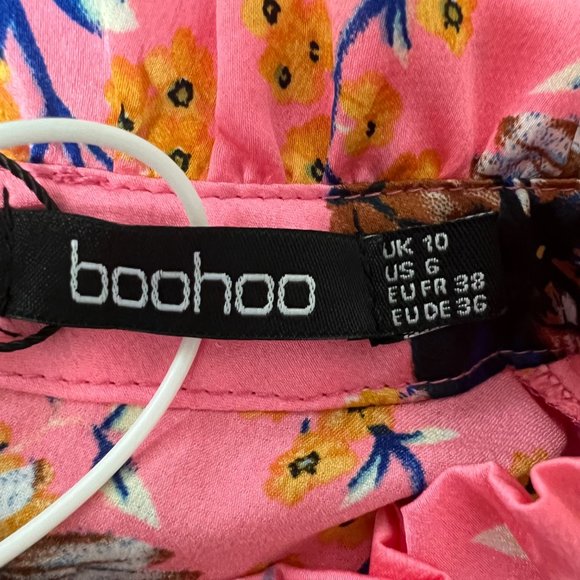 boohoo
UK 10
US 6
EU FR 38
EU DE 36